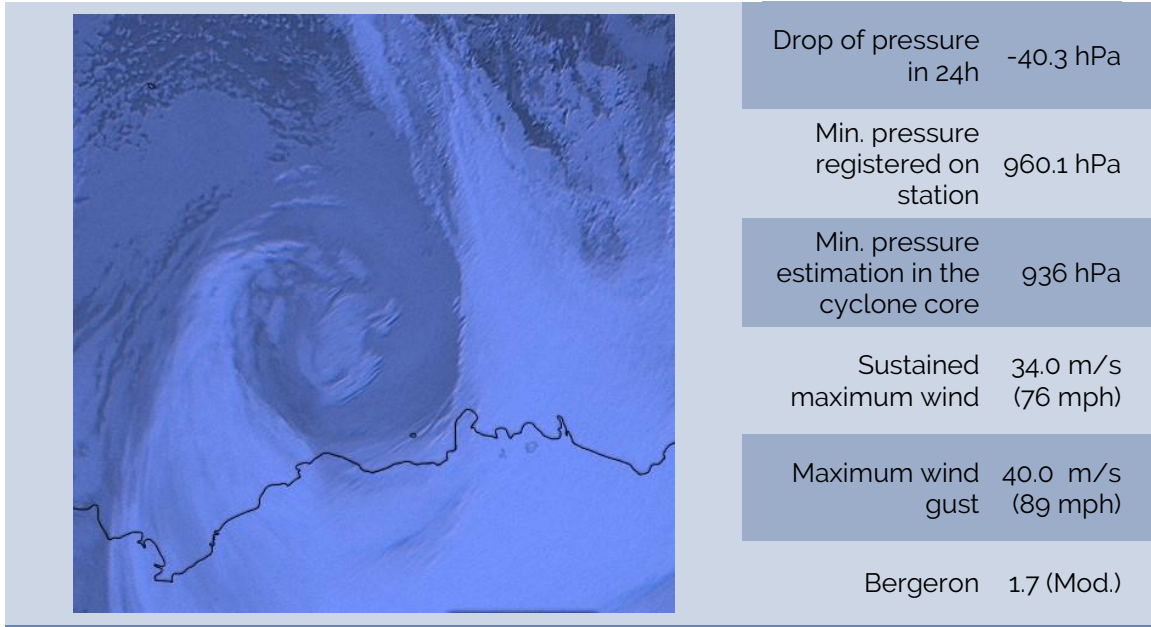 Drop of pressure
in 24h
-40.3 hPa
Min. pressure
registered on
station
960.1 hPa
Min. pressure
estimation in the
cyclone core
936 hPa
Sustained
maximum wind
34.0 m/s
(76 mph)
Maximum wind
gust
40.0 m/s
(89 mph)
Bergeron
1.7 (Mod.)